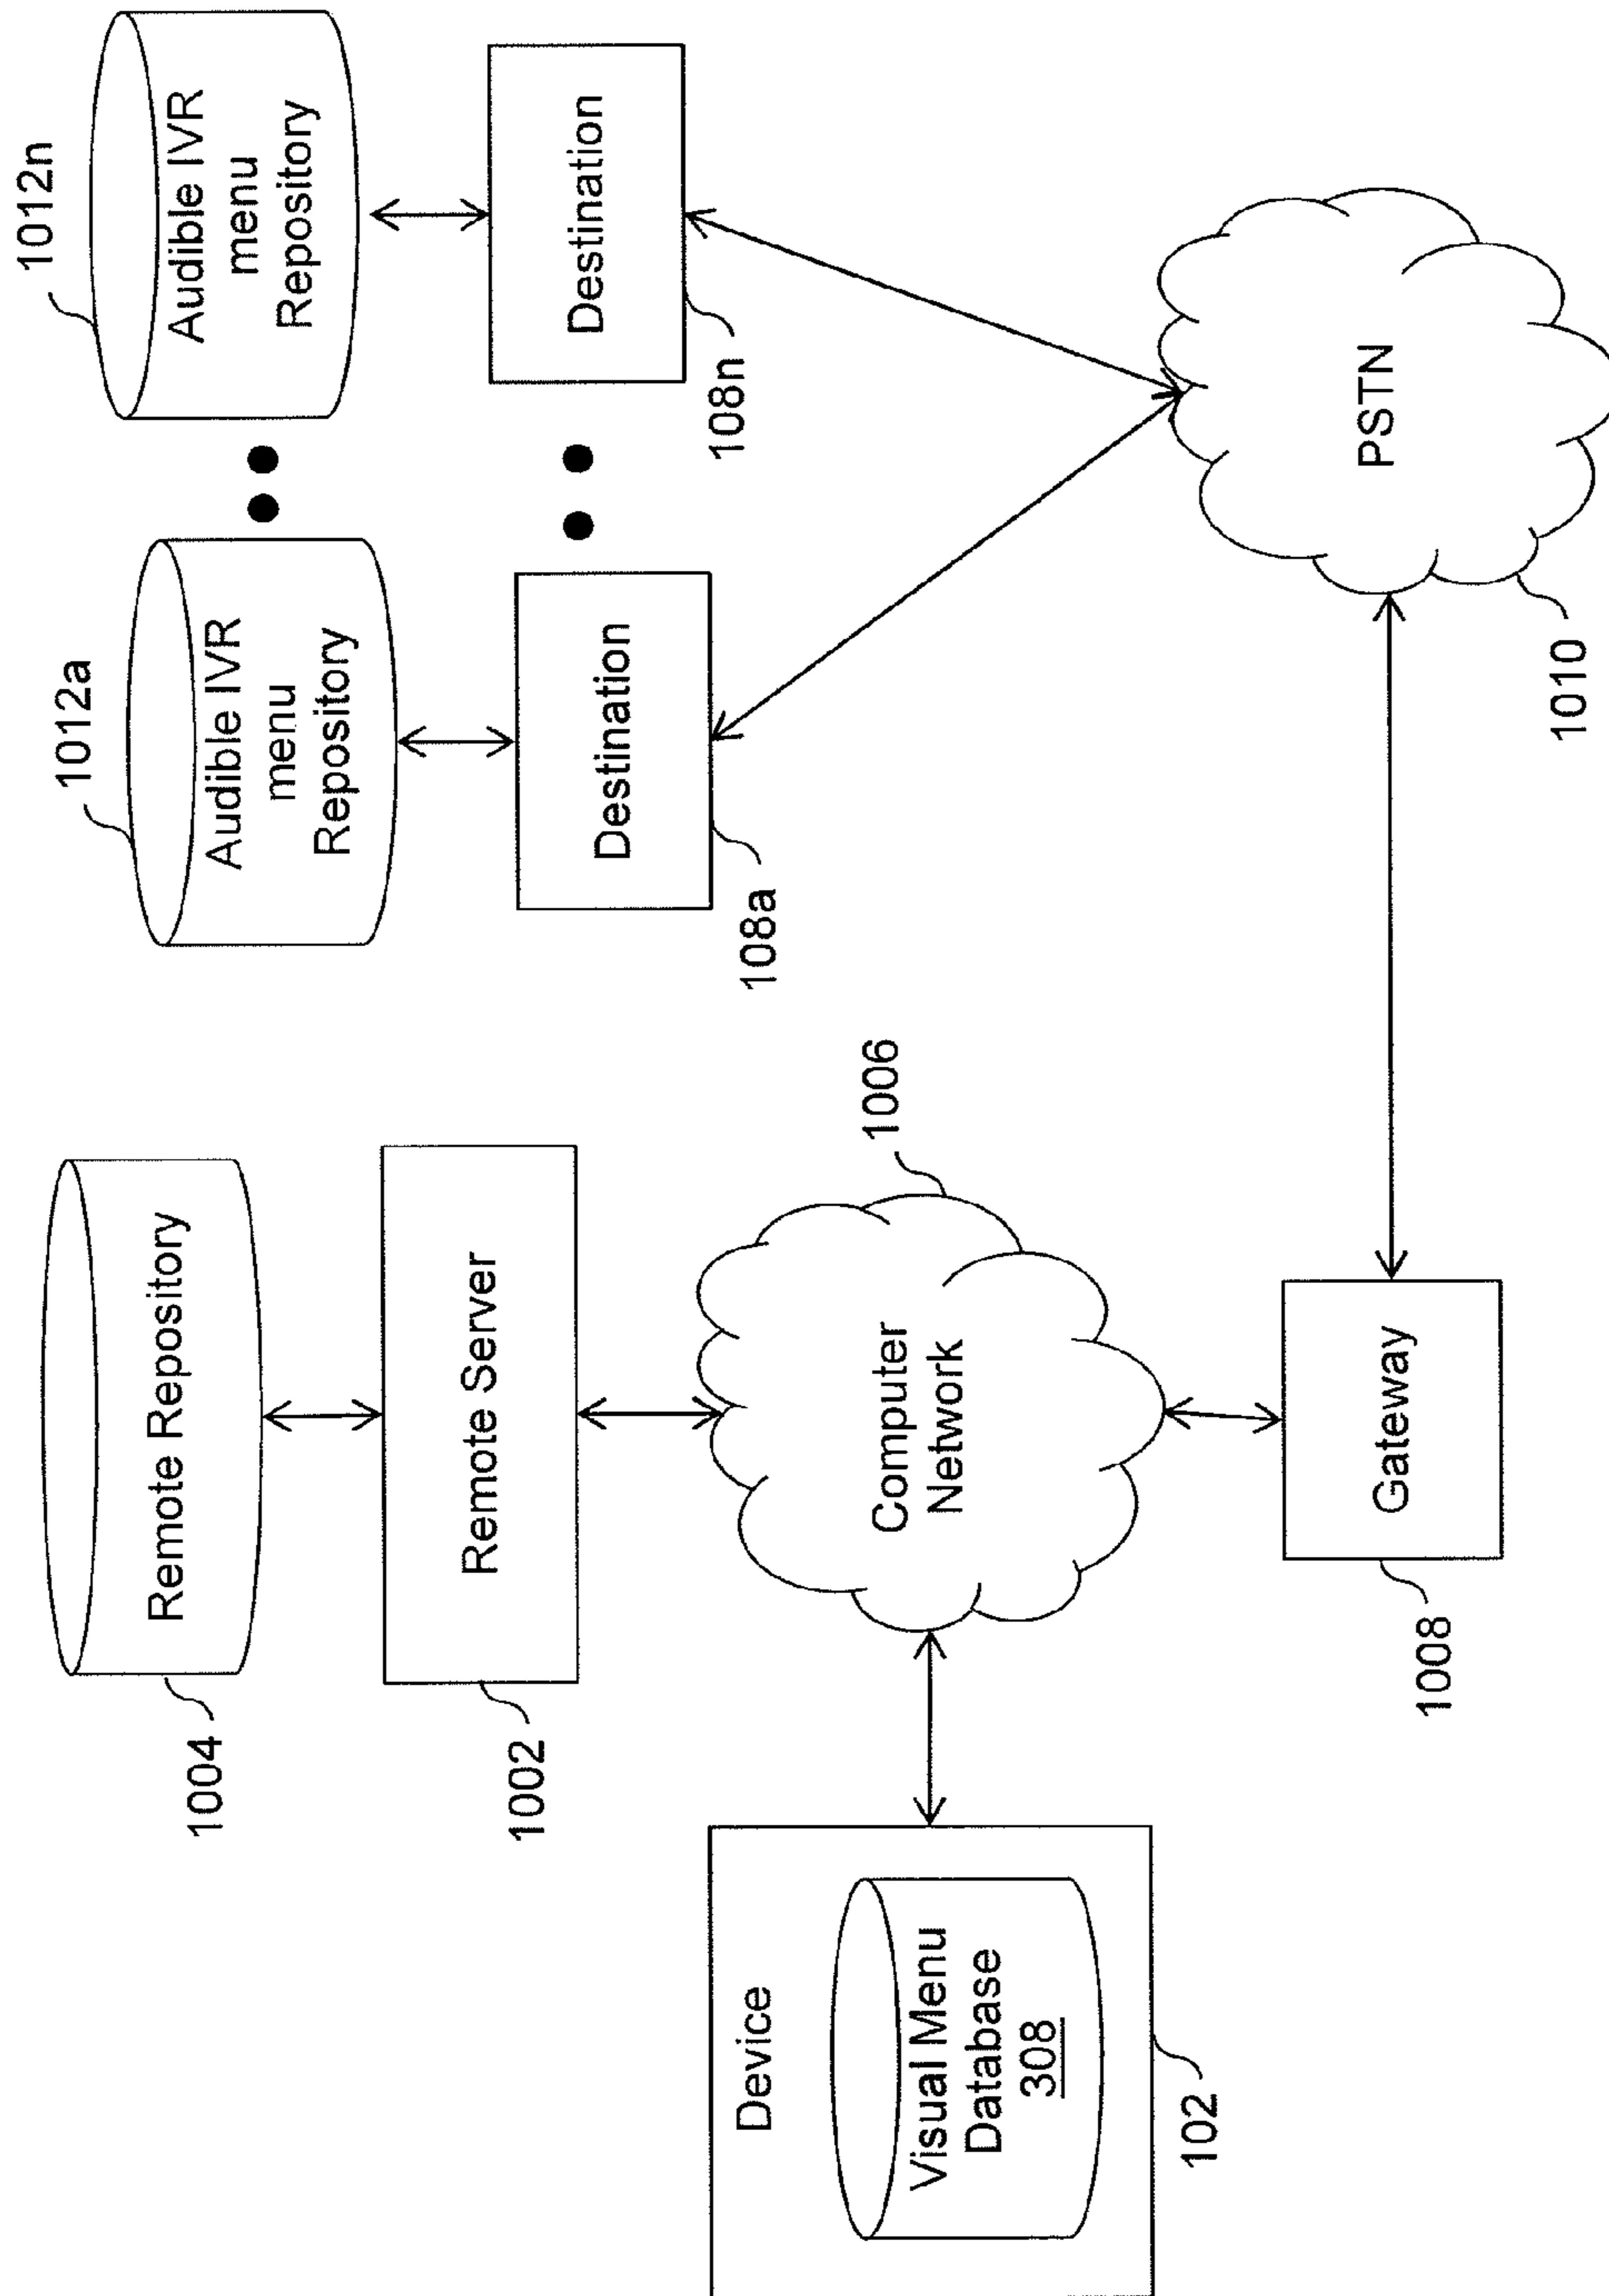 1004
Remote Repository
1002
Remote Server
1006
Computer
Network
Device
Visual Menu
Database
308
102
Gateway
1008
1012a
Audible IVR
menu
Repository
1012n
Audible IVR
menu
Repository
Destination
108a
Destination
108n
PSTN
1010